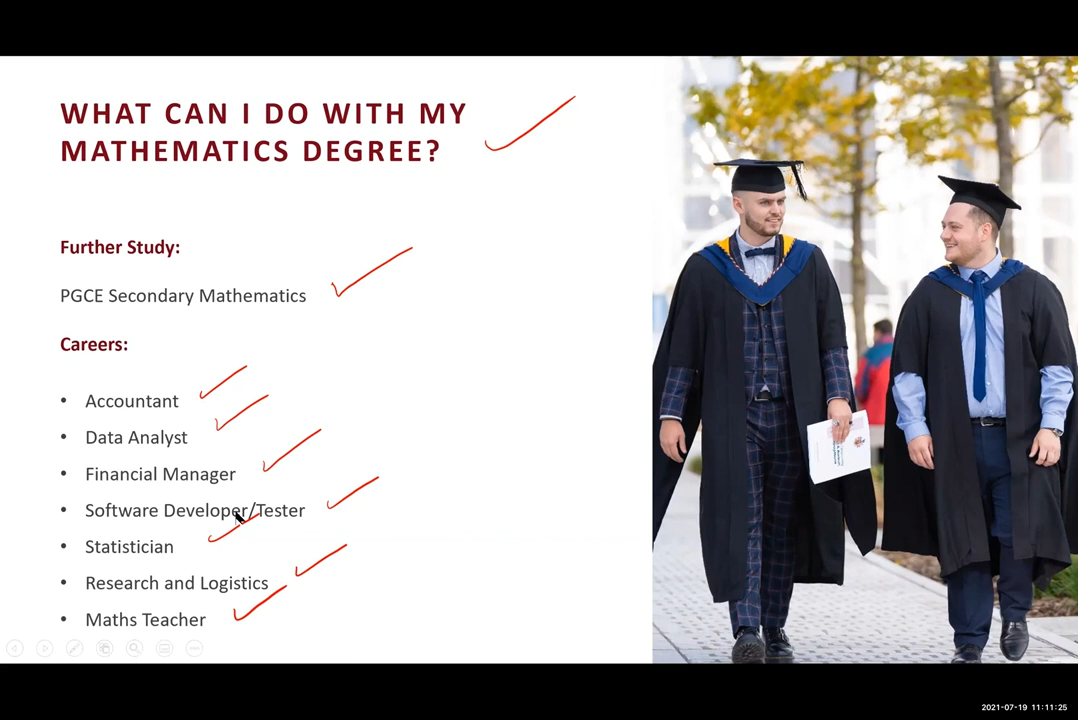 WHAT CAN I DO WITH MY
MATHEMATICS DEGREE?
Further Study:
PGCE Secondary Mathematics
Careers:
• Accountant
• Data Analyst
• Financial Manager
• Software Developer/Tester
• Statistician
• Research and Logistics
• Maths Teacher
2021-07-19 11:11:25